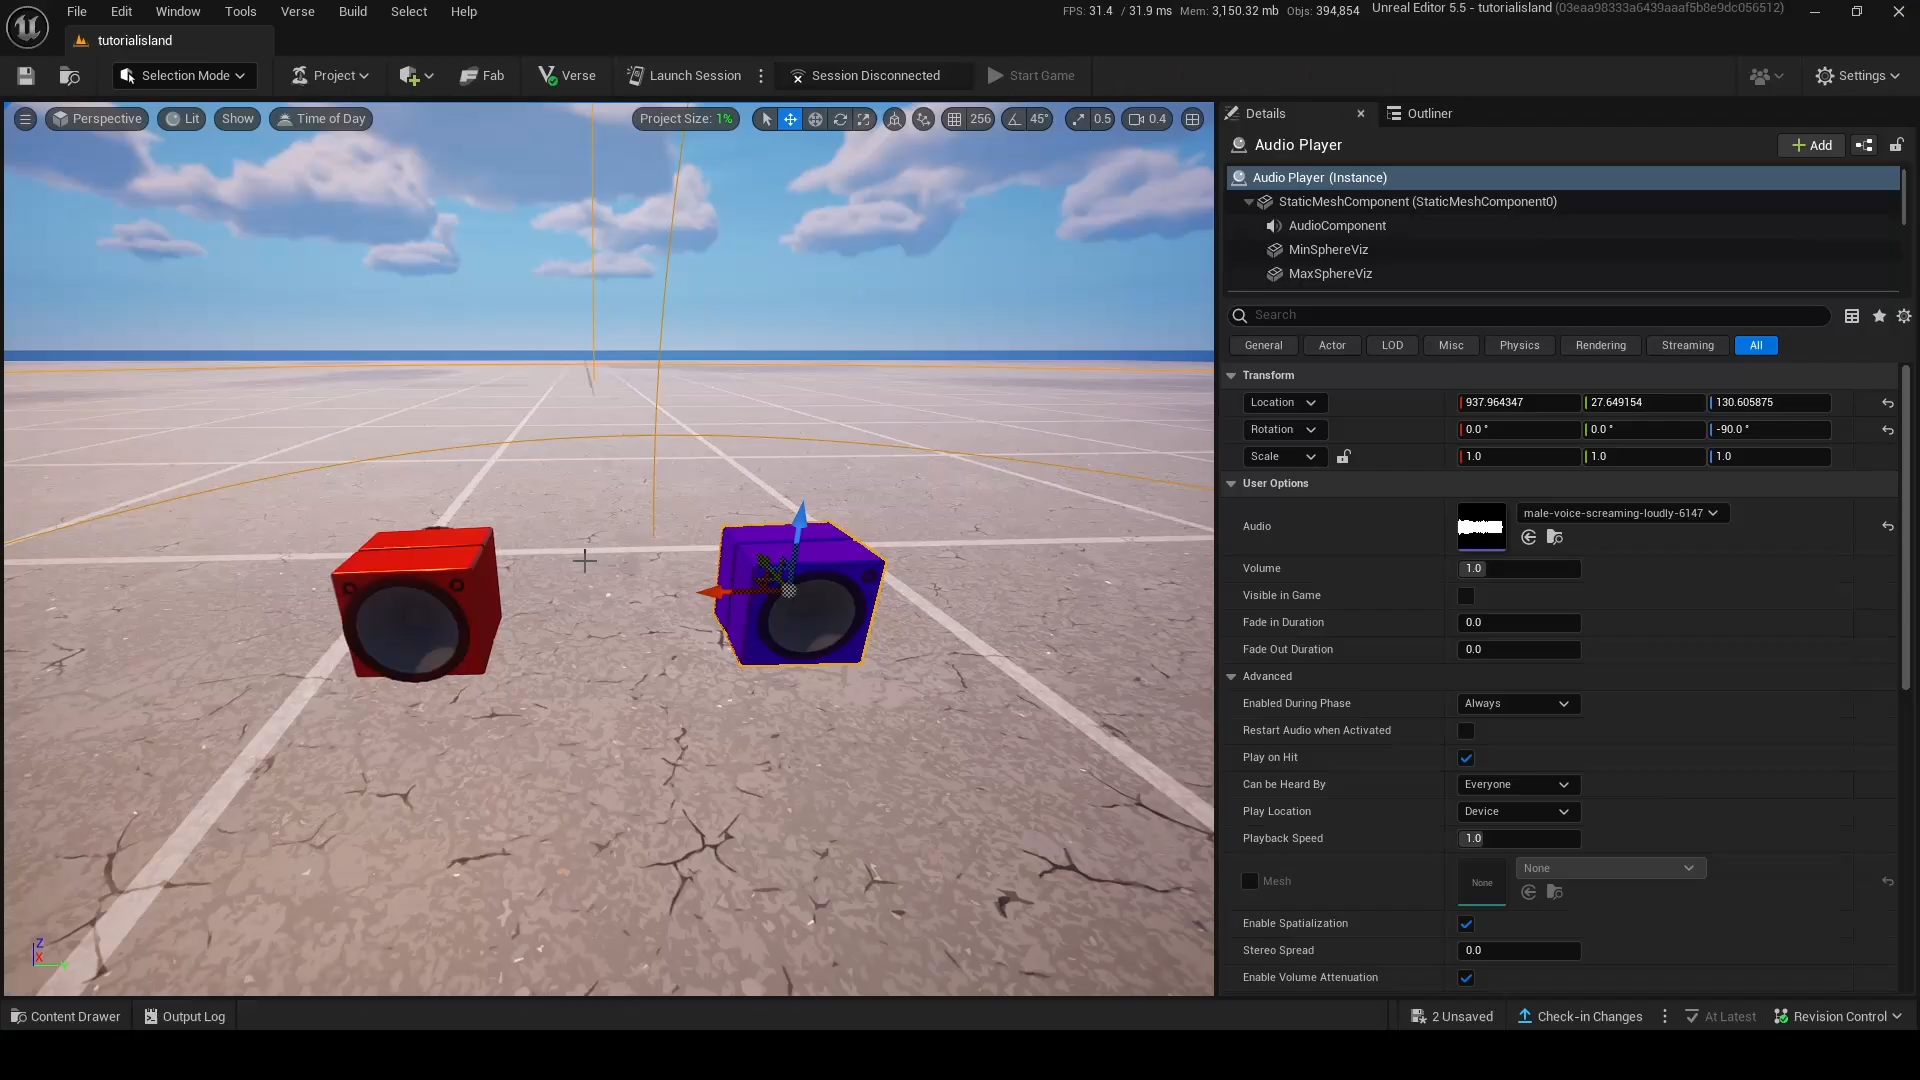 File Edit Window Tools Verse Build Select Help
FPS: 31.4 / 31.9 ms Mem: 3,150.32 mb Objs: 394,854 Unreal Editor 5.5 - tutorialisland (03eaa98333a6439aaaf5b8e9dc056512)
tutorialisland
Selection Mode Project Fab Verse Launch Session Session Disconnected Start Game Settings
Perspective Lit Show Time of Day Project Size: 1% 256 45° 0.5 0.4
Details Outliner
Audio Player Add
Audio Player (Instance)
StaticMeshComponent (StaticMeshComponent0)
AudioComponent
MinSphereViz
MaxSphereViz
Search
General Actor LOD Misc Physics Rendering Streaming All
Transform
Location 937.964347 27.649154 130.605875
Rotation 0.0 ° 0.0 ° -90.0 °
Scale 1.0 1.0 1.0
User Options
Audio male-voice-screaming-loudly-6147
Volume 1.0
Visible in Game
Fade in Duration 0.0
Fade Out Duration 0.0
Advanced
Enabled During Phase Always
Restart Audio when Activated
Play on Hit
Can be Heard By Everyone
Play Location Device
Playback Speed 1.0
Mesh None None
Enable Spatialization
Stereo Spread 0.0
Enable Volume Attenuation
Z
X
Content Drawer Output Log 2 Unsaved Check-in Changes At Latest Revision Control